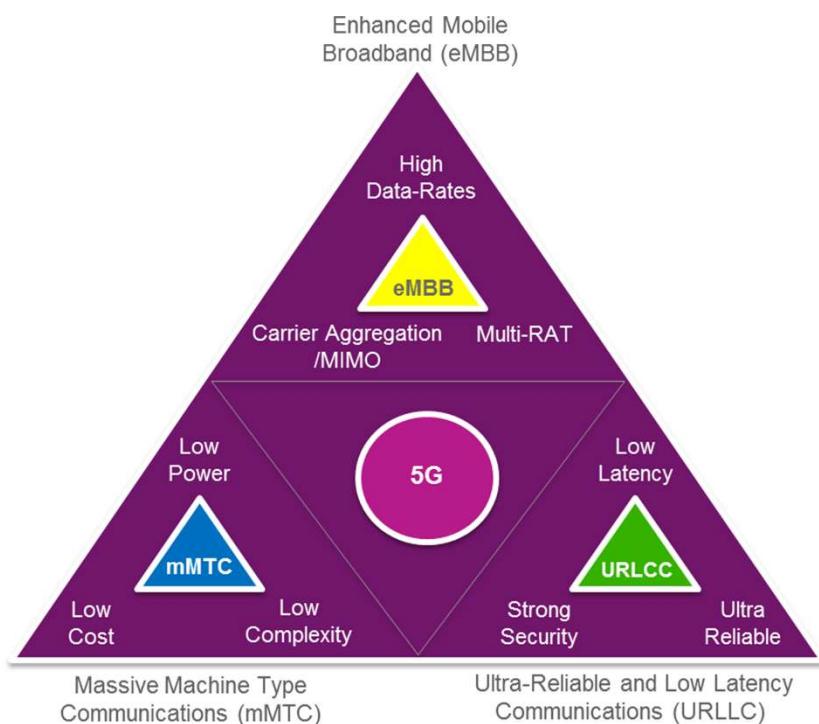 Enhanced Mobile
Broadband (eMBB)
High
Data-Rates
eMBB
Carrier Aggregation
/MIMO
Multi-RAT
5G
Low
Power
mMTC
Low
Cost
Low
Complexity
Low
Latency
URLCC
Strong
Security
Ultra
Reliable
Massive Machine Type
Communications (mMTC)
Ultra-Reliable and Low Latency
Communications (URLLC)